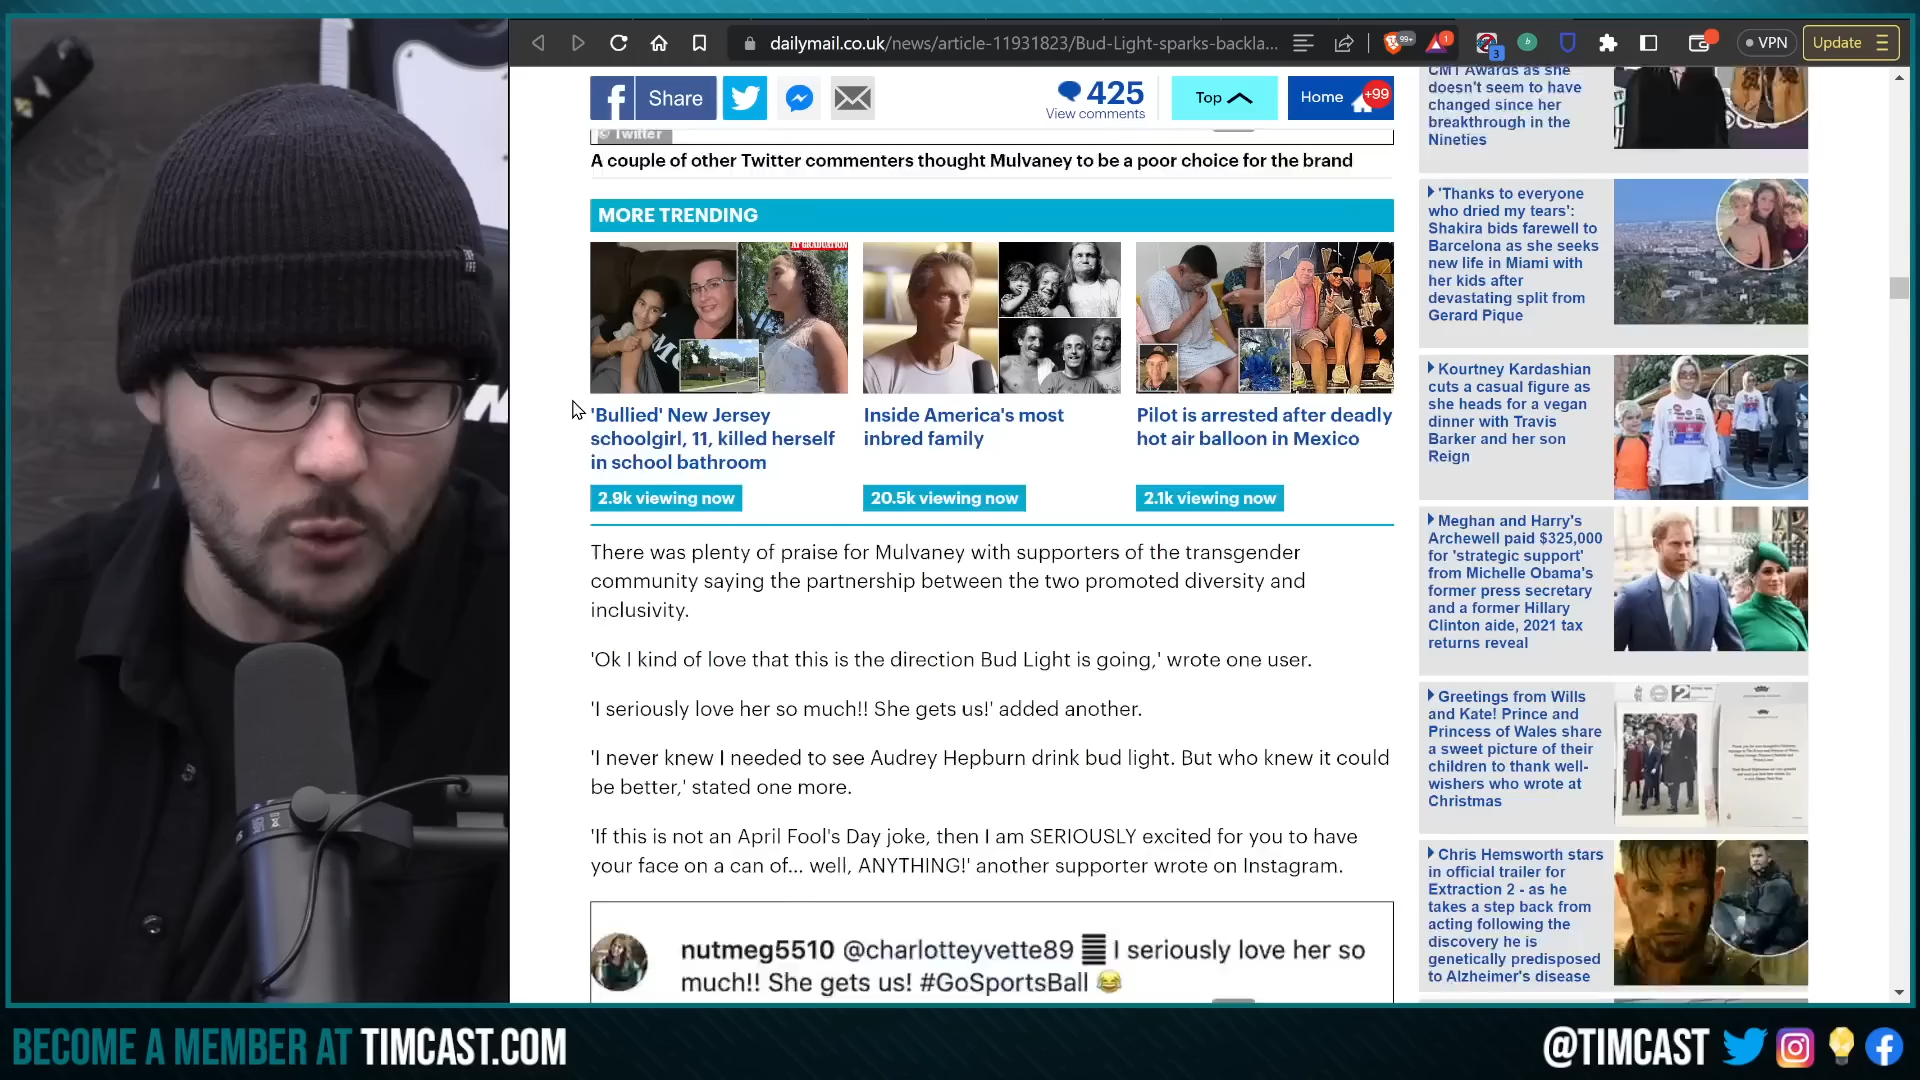 dailymail.co.uk/news/article-11931823/Bud-Light-sparks-backla...
99+
1
3
b
VPN
Update
Share
425
View comments
Top
Home
+99
© Twitter
A couple of other Twitter commenters thought Mulvaney to be a poor choice for the brand
MORE TRENDING
AT GRADUATION
'Bullied' New Jersey
schoolgirl, 11, killed herself
in school bathroom
2.9k viewing now
Inside America's most
inbred family
20.5k viewing now
Pilot is arrested after deadly
hot air balloon in Mexico
2.1k viewing now
There was plenty of praise for Mulvaney with supporters of the transgender
community saying the partnership between the two promoted diversity and
inclusivity.
'Ok I kind of love that this is the direction Bud Light is going,' wrote one user.
'I seriously love her so much!! She gets us!' added another.
'I never knew I needed to see Audrey Hepburn drink bud light. But who knew it could
be better,' stated one more.
'If this is not an April Fool's Day joke, then I am SERIOUSLY excited for you to have
your face on a can of... well, ANYTHING!' another supporter wrote on Instagram.
nutmeg5510 @charlotteyvette89 I seriously love her so
much!! She gets us! #GoSportsBall 😂
CMT Awards as she
doesn't seem to have
changed since her
breakthrough in the
Nineties
'Thanks to everyone
who dried my tears':
Shakira bids farewell to
Barcelona as she seeks
new life in Miami with
her kids after
devastating split from
Gerard Pique
Kourtney Kardashian
cuts a casual figure as
she heads for a vegan
dinner with Travis
Barker and her son
Reign
Meghan and Harry's
Archewell paid $325,000
for 'strategic support'
from Michelle Obama's
former press secretary
and a former Hillary
Clinton aide, 2021 tax
returns reveal
Greetings from Wills
and Kate! Prince and
Princess of Wales share
a sweet picture of their
children to thank well-
wishers who wrote at
Christmas
Chris Hemsworth stars
in official trailer for
Extraction 2 - as he
takes a step back from
acting following the
discovery he is
genetically predisposed
to Alzheimer's disease
BECOME A MEMBER AT TIMCAST.COM
@TIMCAST